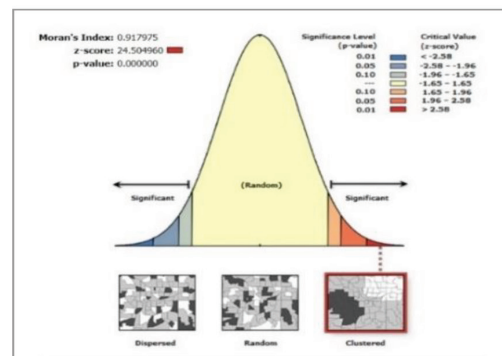 Moran's Index: 0.917975
z-score: 24.504960
p-value: 0.000000
Significance Level
(p-value)
Critical Value
(z-score)
0.01 < -2.58
0.05 -2.58 - -1.96
0.10 -1.96 - -1.65
--- -1.65 - 1.65
0.10 1.65 - 1.96
0.05 1.96 - 2.58
0.01 > 2.58
(Random)
Significant
Significant
Dispersed
Random
Clustered